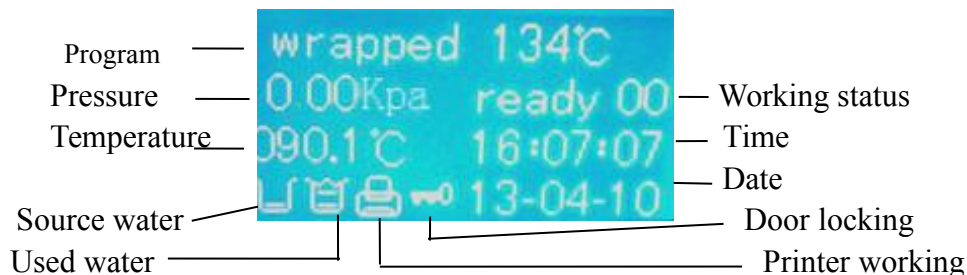 Program
wrapped 134℃
Pressure
0.00Kpa
ready 00
Working status
Temperature
090.1℃
16:07:07
Time
13-04-10
Date
Source water
Door locking
Used water
Printer working